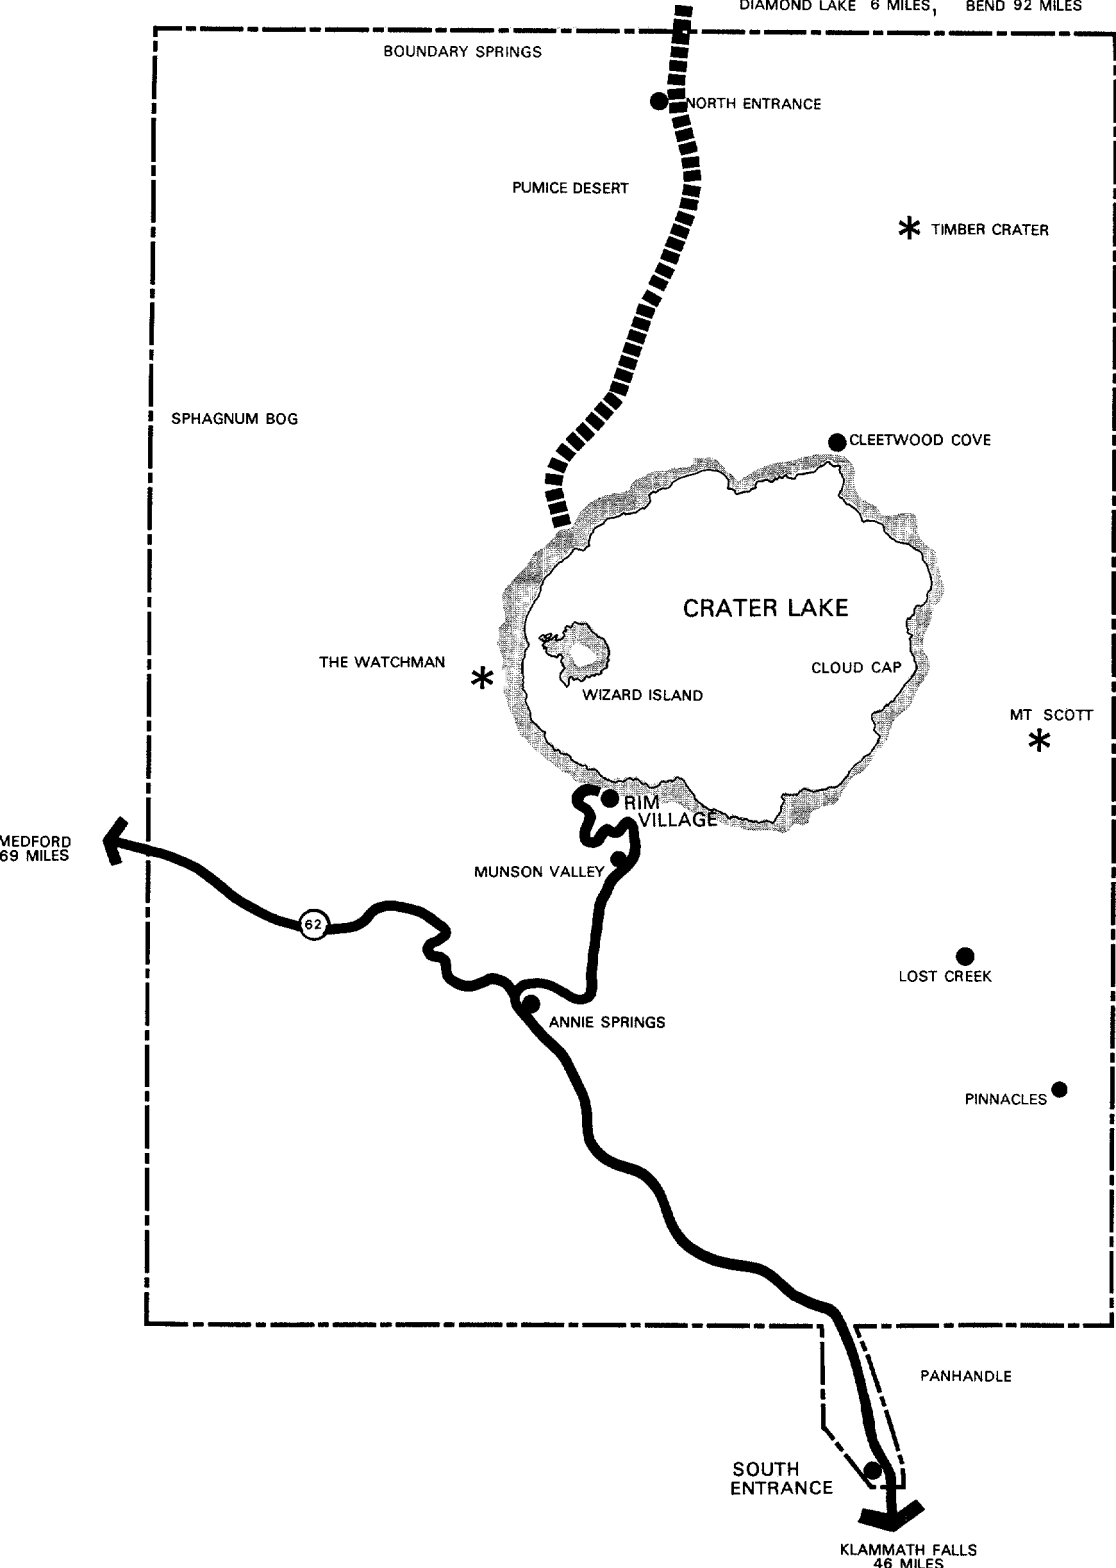 DIAMOND LAKE 6 MILES, BEND 92 MILES
BOUNDARY SPRINGS
NORTH ENTRANCE
PUMICE DESERT
TIMBER CRATER
SPHAGNUM BOG
CLEETWOOD COVE
CRATER LAKE
THE WATCHMAN
CLOUD CAP
WIZARD ISLAND
MT SCOTT
RIM
VILLAGE
MEDFORD
69 MILES
MUNSON VALLEY
62
LOST CREEK
ANNIE SPRINGS
PINNACLES
PANHANDLE
SOUTH
ENTRANCE
KLAMMATH FALLS
46 MILES